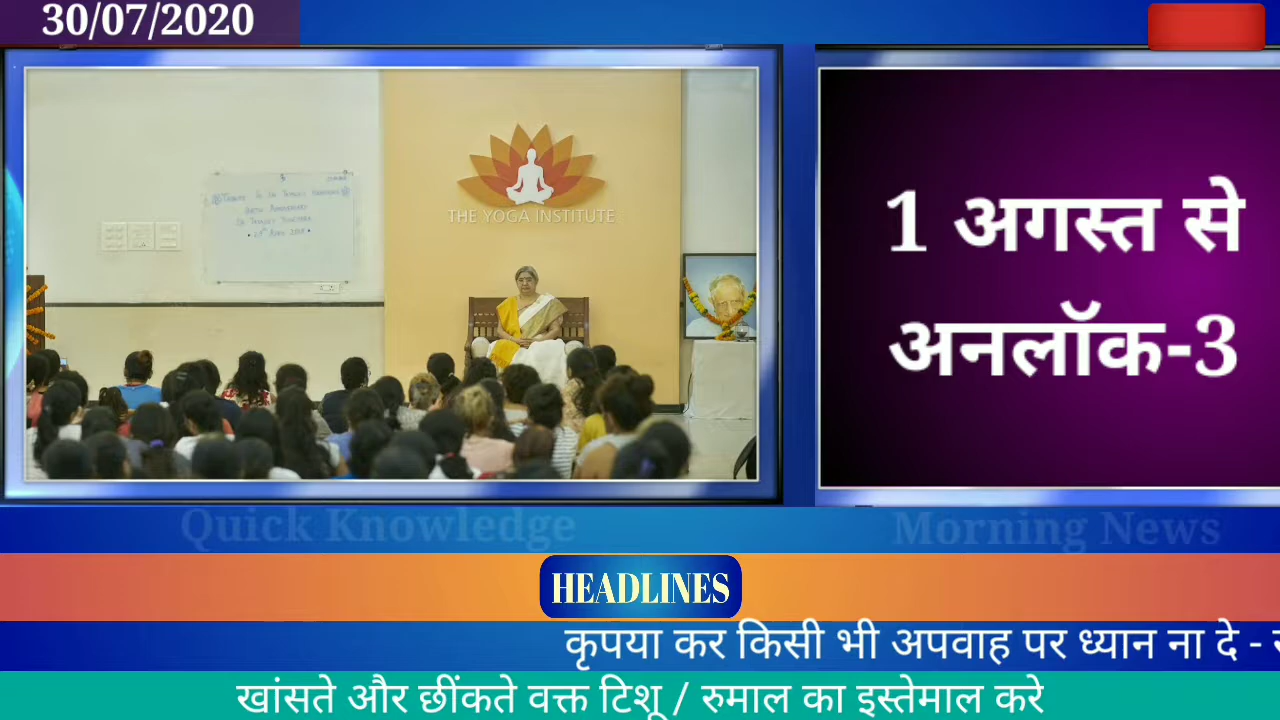 30/07/2020
THE YOGA INSTITUTE
1 अगस्त से
अनलॉक-3
Quick Knowledge
Morning News
HEADLINES
कृपया कर किसी भी अपवाह पर ध्यान ना दे -
खांसते और छींकते वक्त टिशू / रुमाल का इस्तेमाल करे